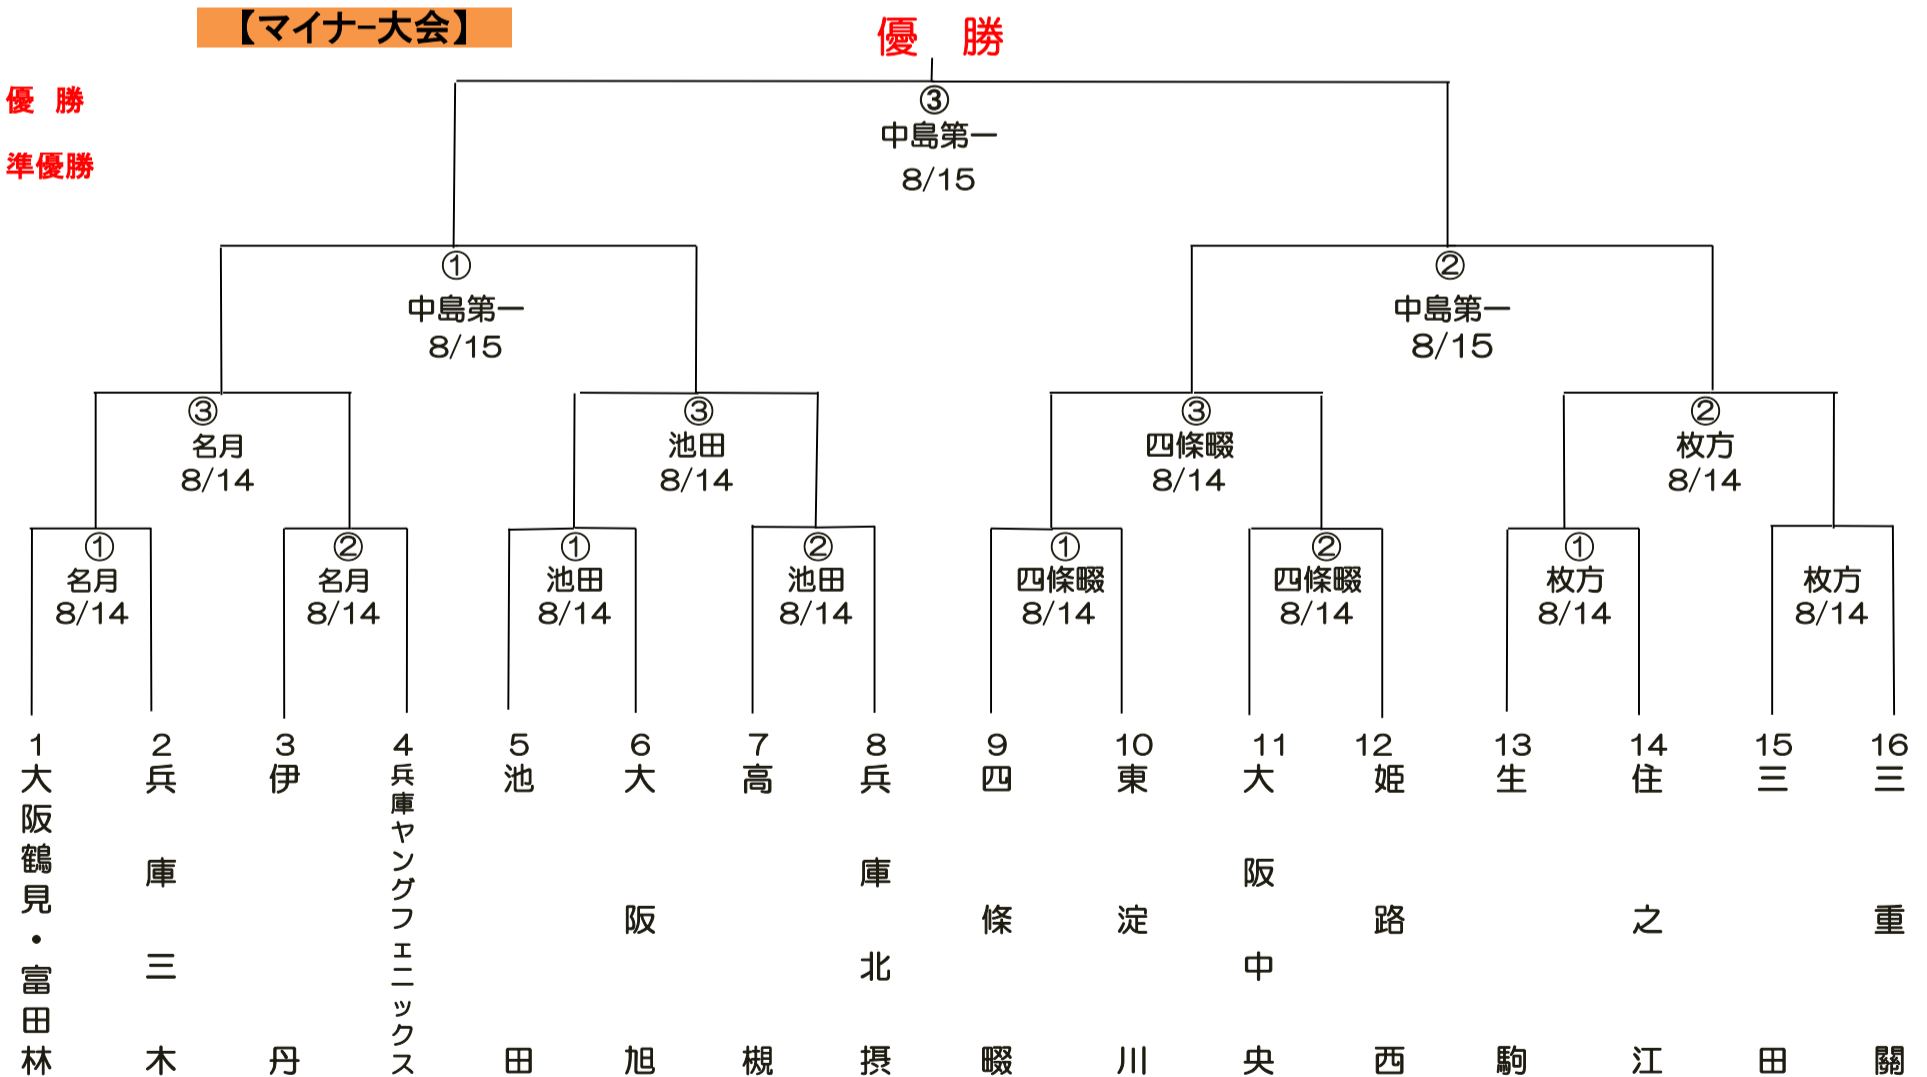 【マイナー大会】
優　勝
優　勝
準優勝
③
中島第一
8/15
①
中島第一
8/15
②
中島第一
8/15
③
名月
8/14
③
池田
8/14
③
四條畷
8/14
②
枚方
8/14
①
名月
8/14
②
名月
8/14
①
池田
8/14
②
池田
8/14
①
四條畷
8/14
②
四條畷
8/14
①
枚方
8/14
枚方
8/14
1
大阪鶴見・富田林
2
兵庫三木
3
伊丹
4
兵庫ヤングフェニックス
5
池田
6
大阪旭
7
高槻
8
兵庫北摂
9
四條畷
10
東淀川
11
大阪中央
12
姫路西
13
生駒
14
住之江
15
三田
16
三重關